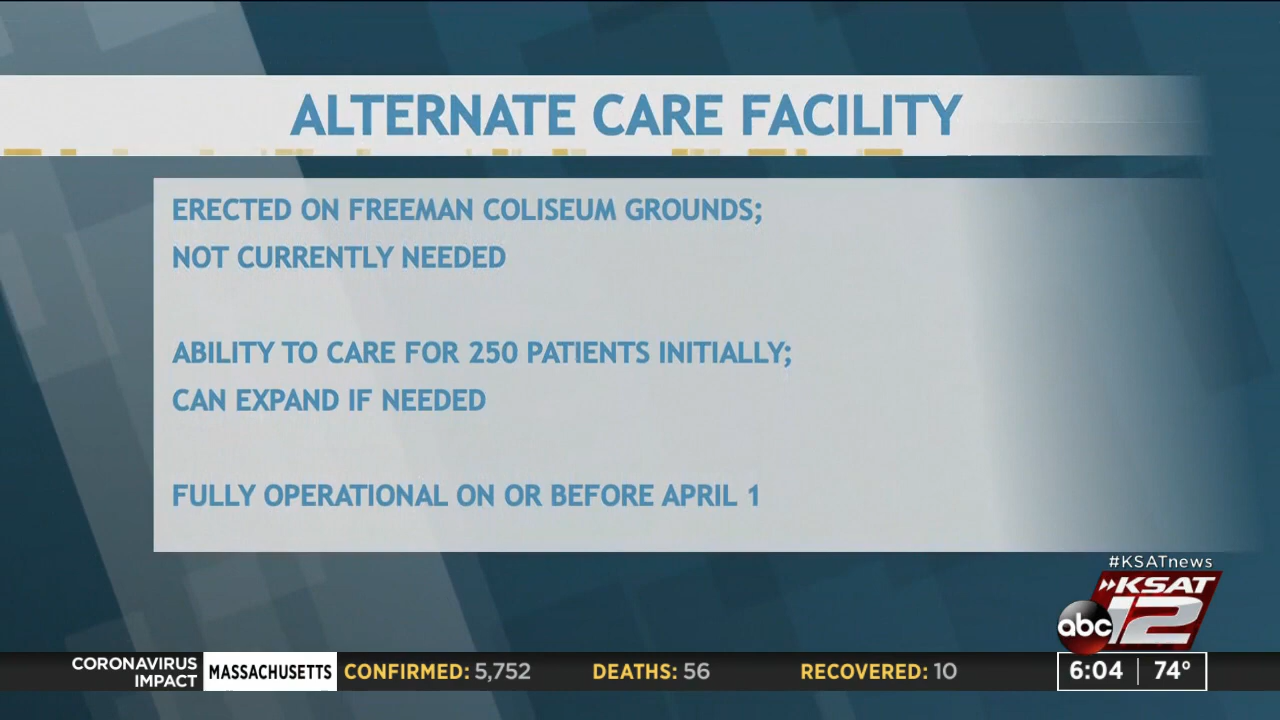 ALTERNATE CARE FACILITY
ERECTED ON FREEMAN COLISEUM GROUNDS;
NOT CURRENTLY NEEDED
ABILITY TO CARE FOR 250 PATIENTS INITIALLY;
CAN EXPAND IF NEEDED
FULLY OPERATIONAL ON OR BEFORE APRIL 1
#KSATnews
KSAT
abc 12
CORONAVIRUS
IMPACT
MASSACHUSETTS CONFIRMED: 5,752 DEATHS: 56 RECOVERED: 10
6:04 74°